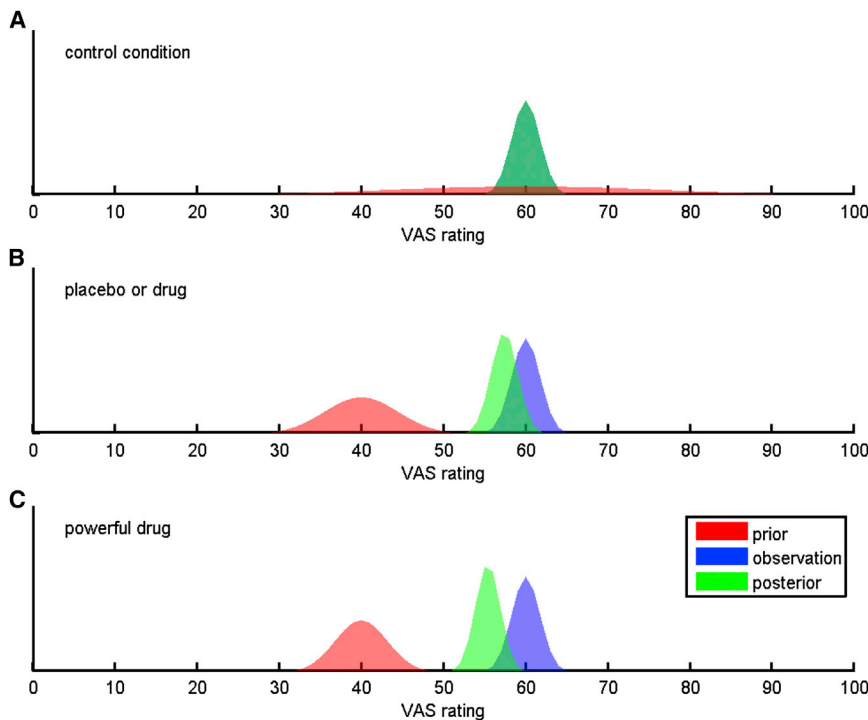 A
control condition
0 10 20 30 40 50 60 70 80 90 100
VAS rating
B
placebo or drug
0 10 20 30 40 50 60 70 80 90 100
VAS rating
C
powerful drug
prior
observation
posterior
0 10 20 30 40 50 60 70 80 90 100
VAS rating